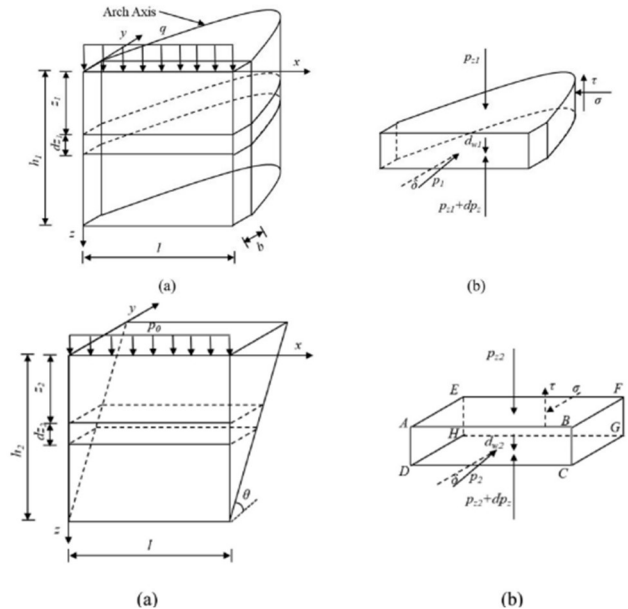 Arch Axis
y
q
x
z1
dz
h1
z
b
l
(a)
pz1
τ
σ
dw1
δ
p1
pz1+dpz
(b)
y
p0
x
z2
dz
h2
θ
z
l
(a)
pz2
E
τ
σ
F
A
B
H
G
dw2
D
δ
p2
C
pz2+dpz
(b)